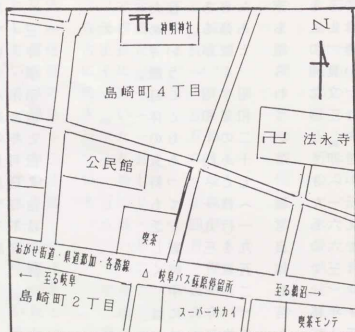 神明神社
N
島崎町4丁目
法永寺
公民館
喫茶
おがせ街道・県道那加・各務線
← 至る岐阜
△ 岐阜バス蘇原停留所
至る鵜沼→
島崎町2丁目
スーパーサカイ
喫茶モンテ